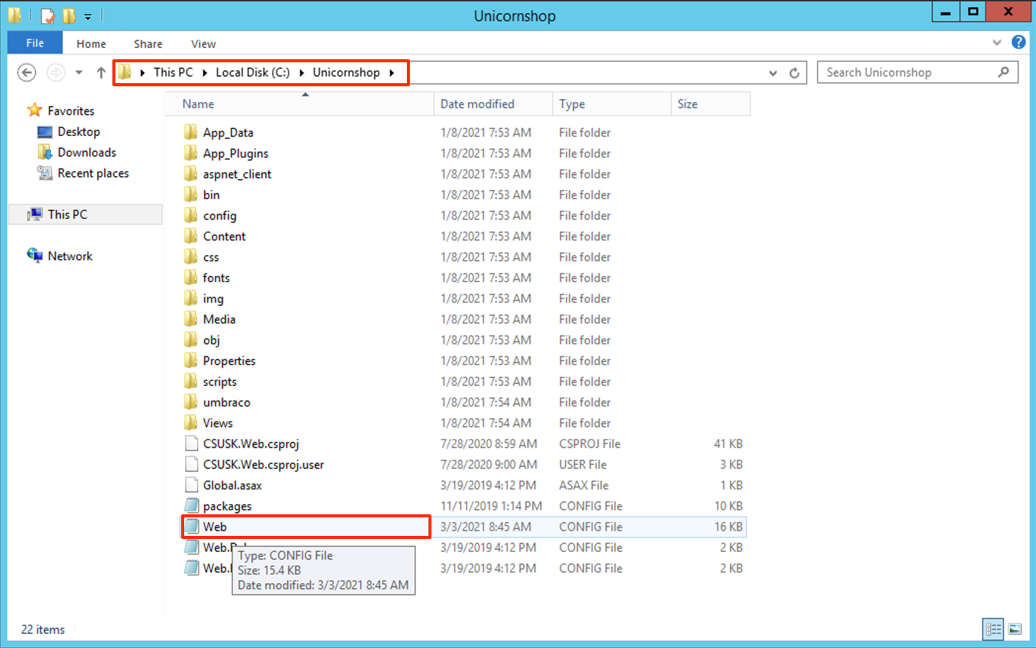 Unicornshop
File Home Share View
This PC Local Disk (C:) Unicornshop Search Unicornshop
Name Date modified Type Size
Favorites
Desktop
Downloads
Recent places
This PC
Network
App_Data 1/8/2021 7:53 AM File folder
App_Plugins 1/8/2021 7:53 AM File folder
aspnet_client 1/8/2021 7:53 AM File folder
bin 1/8/2021 7:53 AM File folder
config 1/8/2021 7:53 AM File folder
Content 1/8/2021 7:53 AM File folder
css 1/8/2021 7:53 AM File folder
fonts 1/8/2021 7:53 AM File folder
img 1/8/2021 7:53 AM File folder
Media 1/8/2021 7:53 AM File folder
obj 1/8/2021 7:53 AM File folder
Properties 1/8/2021 7:53 AM File folder
scripts 1/8/2021 7:53 AM File folder
umbraco 1/8/2021 7:54 AM File folder
Views 1/8/2021 7:54 AM File folder
CSUSK.Web.csproj 7/28/2020 8:59 AM CSPROJ File 41 KB
CSUSK.Web.csproj.user 7/28/2020 9:00 AM USER File 3 KB
Global.asax 3/19/2019 4:12 PM ASAX File 1 KB
packages 11/11/2019 1:14 PM CONFIG File 10 KB
Web 3/3/2021 8:45 AM CONFIG File 16 KB
3/19/2019 4:12 PM CONFIG File 2 KB
3/19/2019 4:12 PM CONFIG File 2 KB
Type: CONFIG File
Size: 15.4 KB
Date modified: 3/3/2021 8:45 AM
22 items